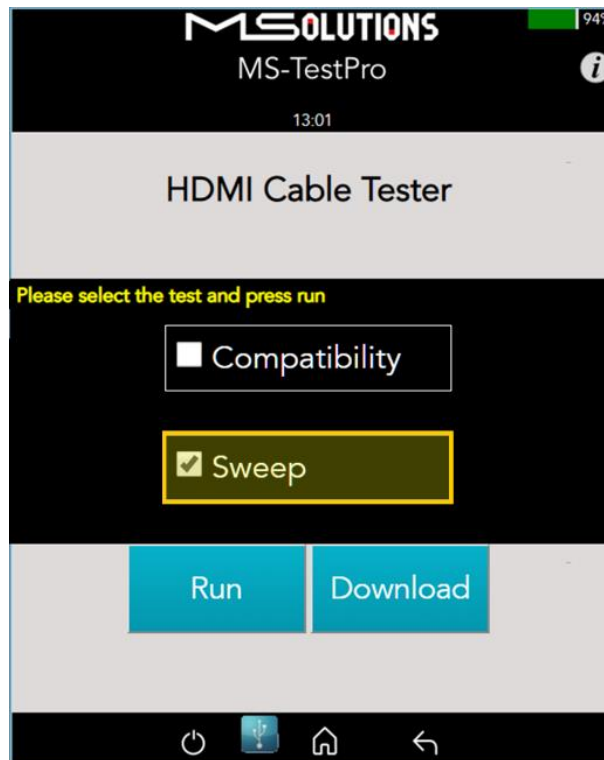 MSOLUTIONS
94%
MS-TestPro
13:01
HDMI Cable Tester
Please select the test and press run
Compatibility
Sweep
Run
Download